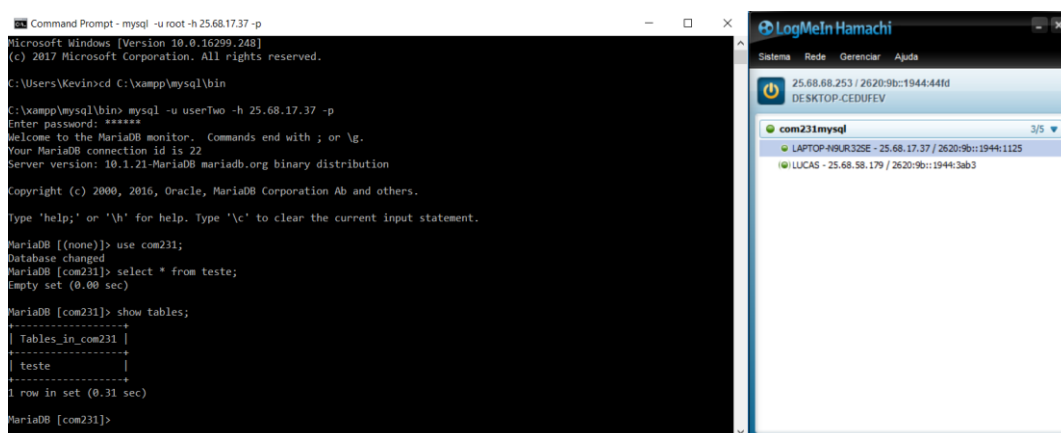 Command Prompt - mysql -u root -h 25.68.17.37 -p
Microsoft Windows [Version 10.0.16299.248]
(c) 2017 Microsoft Corporation. All rights reserved.
C:\Users\Kevin>cd C:\xampp\mysql\bin
C:\xampp\mysql\bin> mysql -u userTwo -h 25.68.17.37 -p
Enter password: ******
Welcome to the MariaDB monitor.  Commands end with ; or \g.
Your MariaDB connection id is 22
Server version: 10.1.21-MariaDB mariadb.org binary distribution
Copyright (c) 2000, 2016, Oracle, MariaDB Corporation Ab and others.
Type 'help;' or '\h' for help. Type '\c' to clear the current input statement.
MariaDB [(none)]> use com231;
Database changed
MariaDB [com231]> select * from teste;
Empty set (0.00 sec)
MariaDB [com231]> show tables;
+------------------+
| Tables_in_com231 |
+------------------+
| teste            |
+------------------+
1 row in set (0.31 sec)
MariaDB [com231]>
LogMeIn Hamachi
Sistema Rede Gerenciar Ajuda
25.68.68.253 / 2620:9b::1944:44fd
DESKTOP-CEDUFEV
com231mysql 3/5
LAPTOP-N9UR32SE - 25.68.17.37 / 2620:9b::1944:1125
LUCAS - 25.68.58.179 / 2620:9b::1944:3ab3